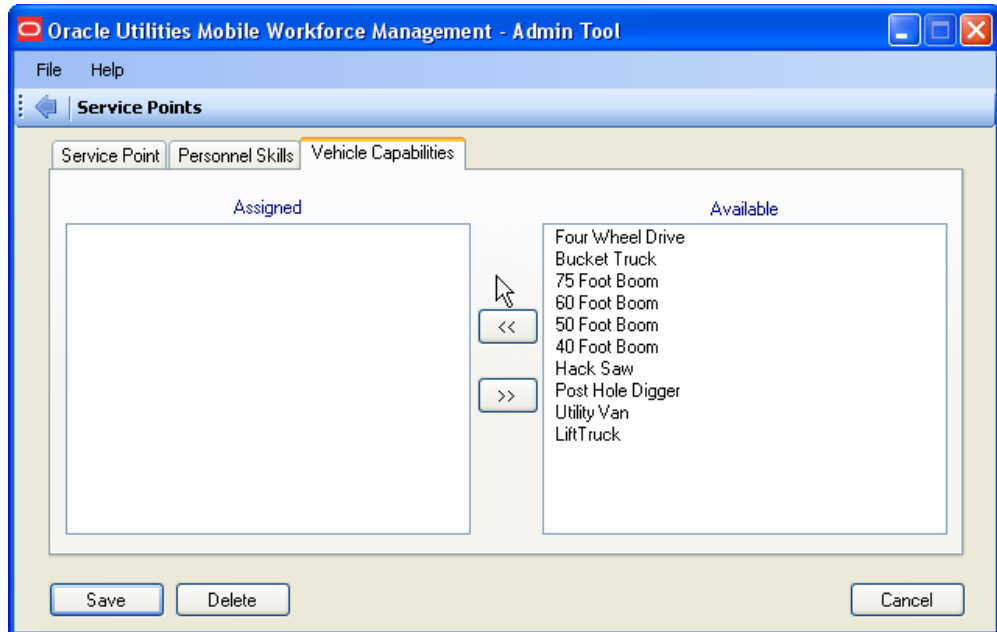 Oracle Utilities Mobile Workforce Management - Admin Tool
File Help
Service Points
Service Point Personnel Skills Vehicle Capabilities
Assigned Available
Four Wheel Drive
Bucket Truck
75 Foot Boom
60 Foot Boom
50 Foot Boom
40 Foot Boom
Hack Saw
Post Hole Digger
Utility Van
LiftTruck
<<
>>
Save Delete Cancel